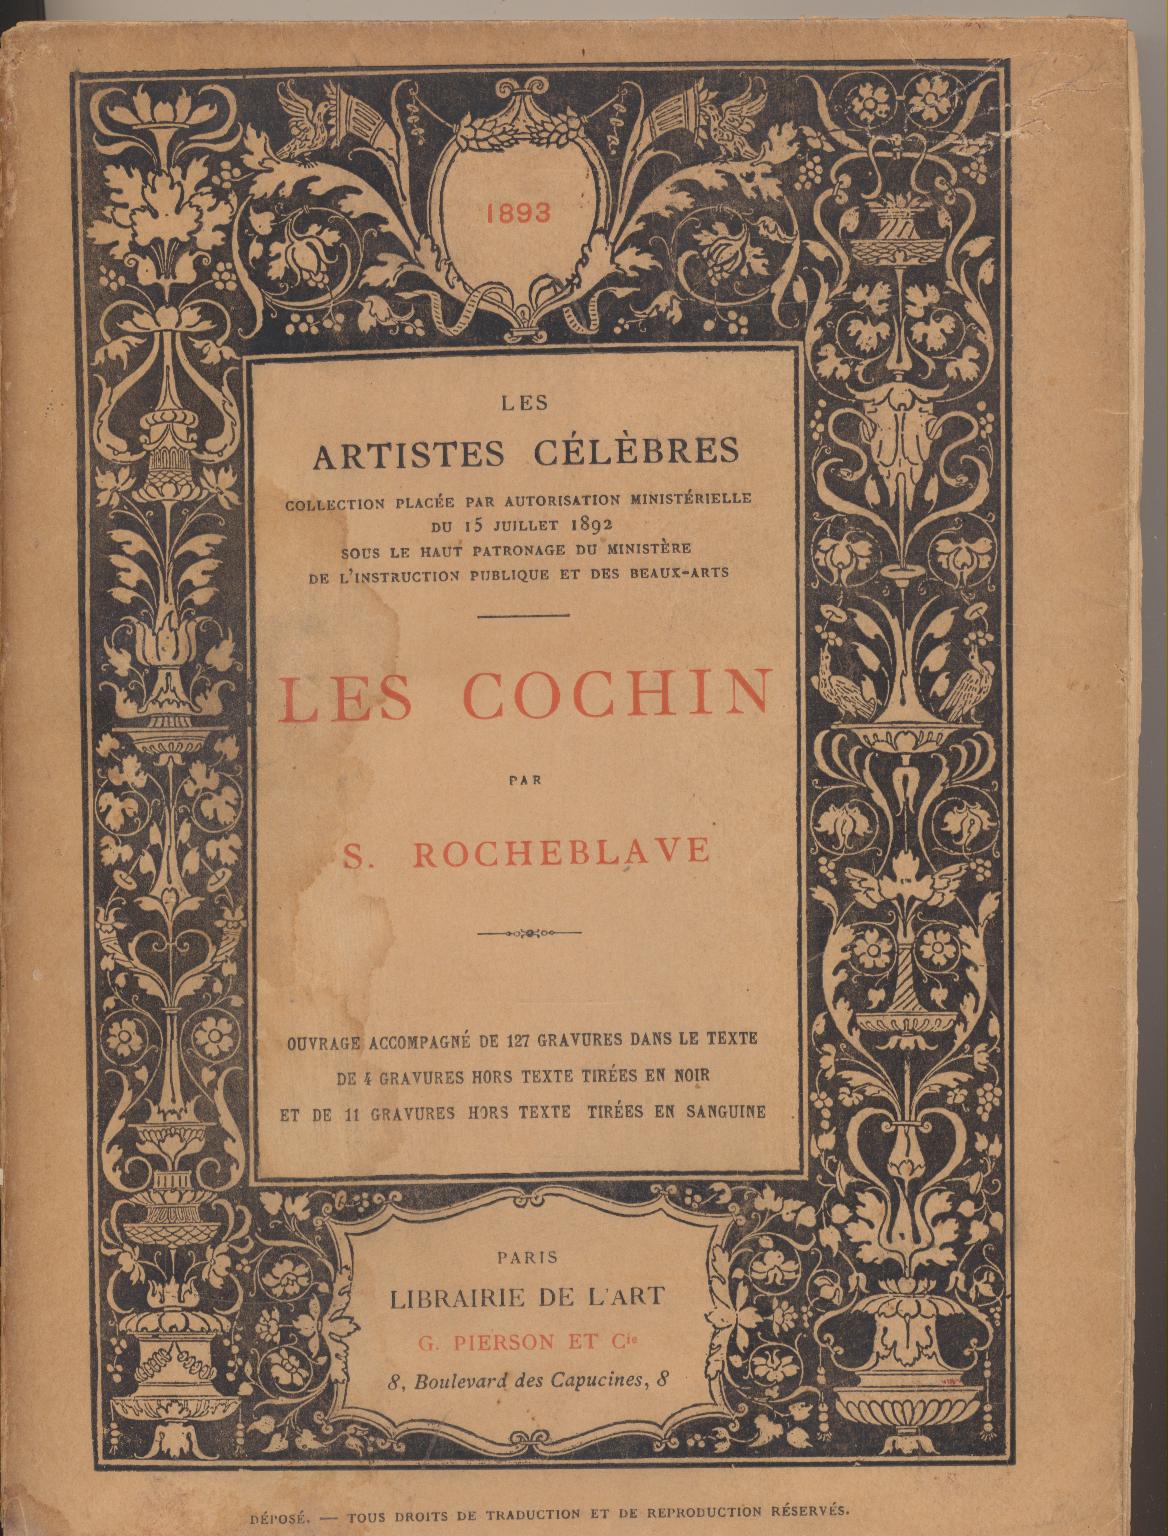 1893
LES
ARTISTES CÉLÈBRES
COLLECTION PLACÉE PAR AUTORISATION MINISTÉRIELLE
DU 15 JUILLET 1892
SOUS LE HAUT PATRONAGE DU MINISTÈRE
DE L'INSTRUCTION PUBLIQUE ET DES BEAUX-ARTS
LES COCHIN
PAR
S. ROCHEBLAVE
OUVRAGE ACCOMPAGNÉ DE 127 GRAVURES DANS LE TEXTE
DE 4 GRAVURES HORS TEXTE TIRÉES EN NOIR
ET DE 11 GRAVURES HORS TEXTE TIRÉES EN SANGUINE
PARIS
LIBRAIRIE DE L'ART
G. PIERSON ET Cie
8, Boulevard des Capucines, 8
DÉPOSÉ. — TOUS DROITS DE TRADUCTION ET DE REPRODUCTION RÉSERVÉS.